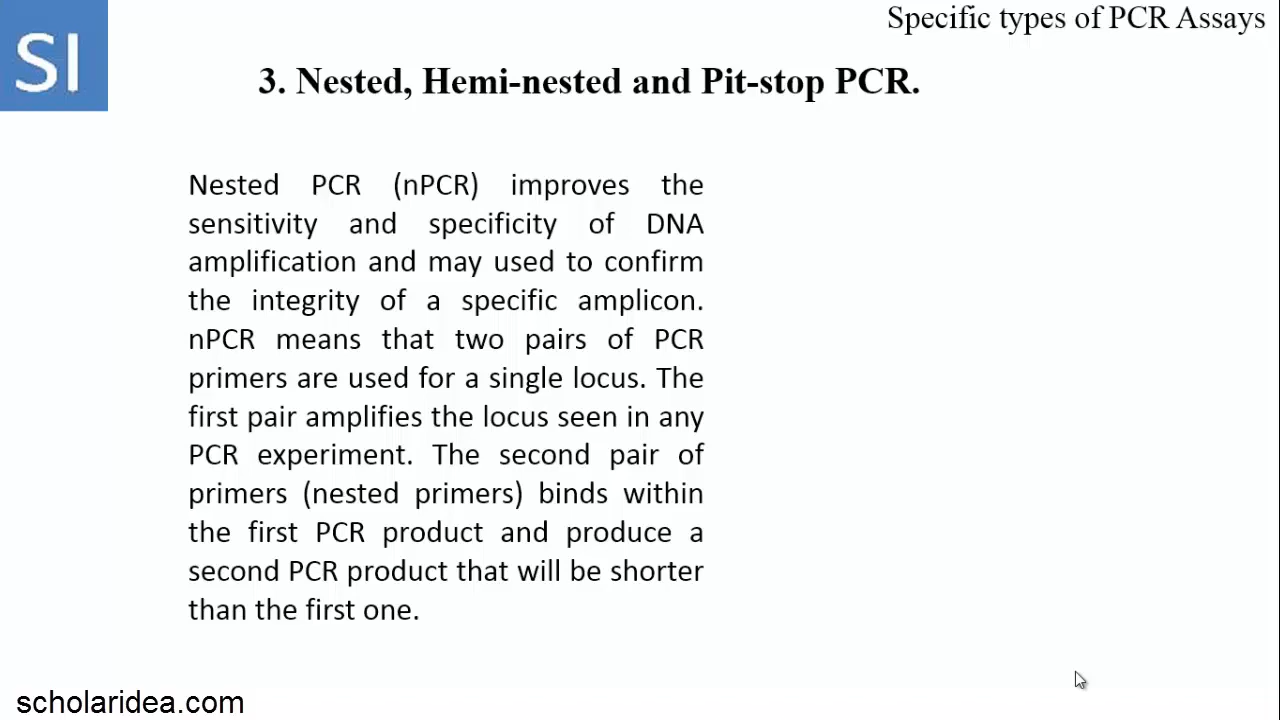 SI
Specific types of PCR Assays
3. Nested, Hemi-nested and Pit-stop PCR.
Nested PCR (nPCR) improves the
sensitivity and specificity of DNA
amplification and may used to confirm
the integrity of a specific amplicon.
nPCR means that two pairs of PCR
primers are used for a single locus. The
first pair amplifies the locus seen in any
PCR experiment. The second pair of
primers (nested primers) binds within
the first PCR product and produce a
second PCR product that will be shorter
than the first one.
scholaridea.com